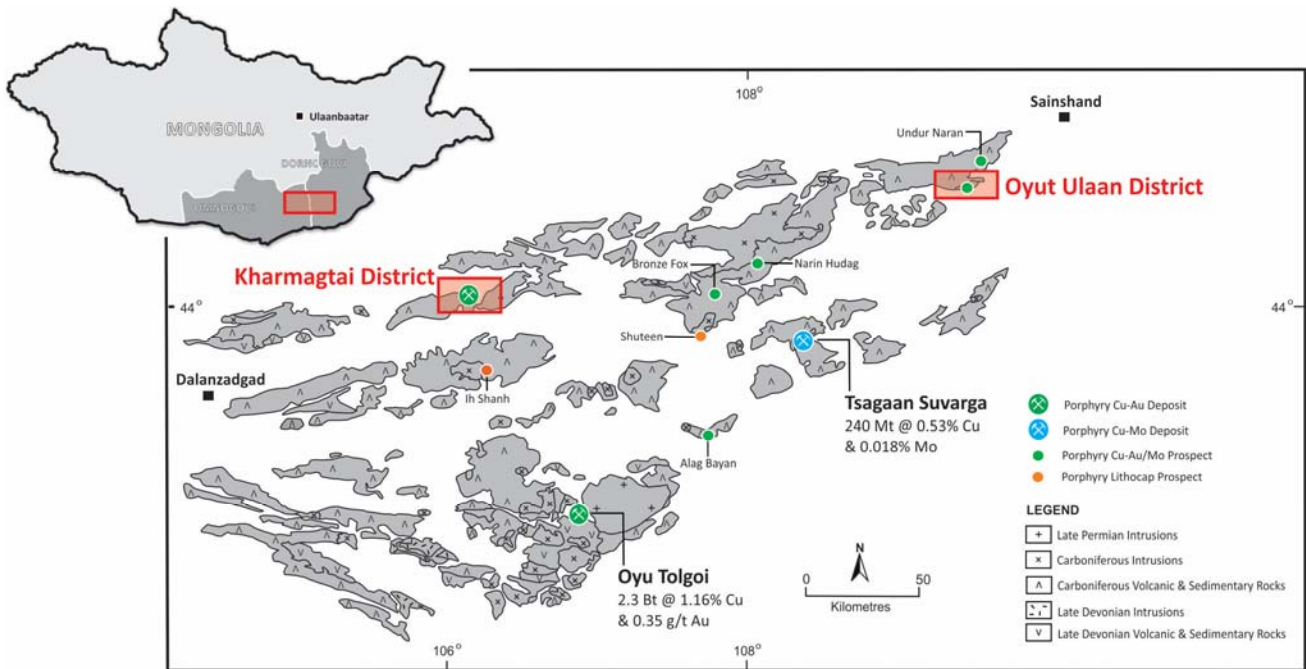 Ulaanbaatar
MONGOLIA
DORNOGOVI
108°
Sainshand
Undur Naran
Oyut Ulaan District
Bronze Fox
Narin Hudag
Kharmagtai District
44°
44°
Shuteen
Dalanzadgad
Ih Shanh
Tsagaan Suvarga
240 Mt @ 0.53% Cu
& 0.018% Mo
Alag Bayan
Porphyry Cu-Au Deposit
Porphyry Cu-Mo Deposit
Porphyry Cu-Au/Mo Prospect
Porphyry Lithocap Prospect
LEGEND
+ Late Permian Intrusions
× Carboniferous Intrusions
^ Carboniferous Volcanic & Sedimentary Rocks
Late Devonian Intrusions
v Late Devonian Volcanic & Sedimentary Rocks
Oyu Tolgoi
2.3 Bt @ 1.16% Cu
& 0.35 g/t Au
N
0 50
Kilometres
106°
108°